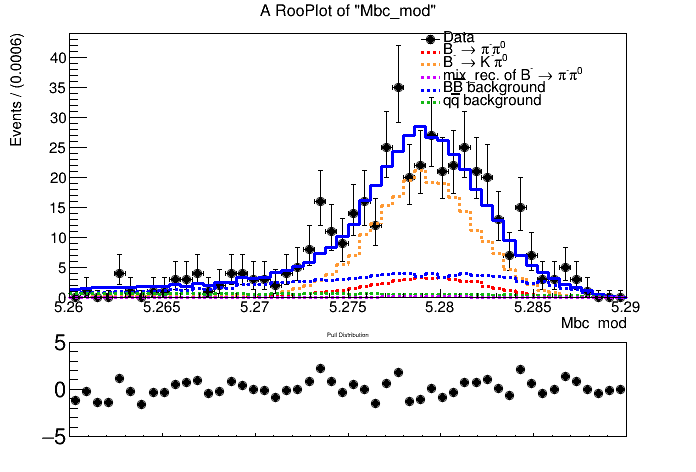 A RooPlot of "Mbc_mod"
Events / (0.0006)
40
35
30
25
20
15
10
5
0
Data
B⁻ → π⁻π⁰
B⁻ → K⁻π⁰
mix_rec. of B⁻ → π⁻π⁰
BB̅ background
qq̅ background
5.26 5.265 5.27 5.275 5.28 5.285 5.29
Mbc_mod
Pull Distribution
5
0
−5